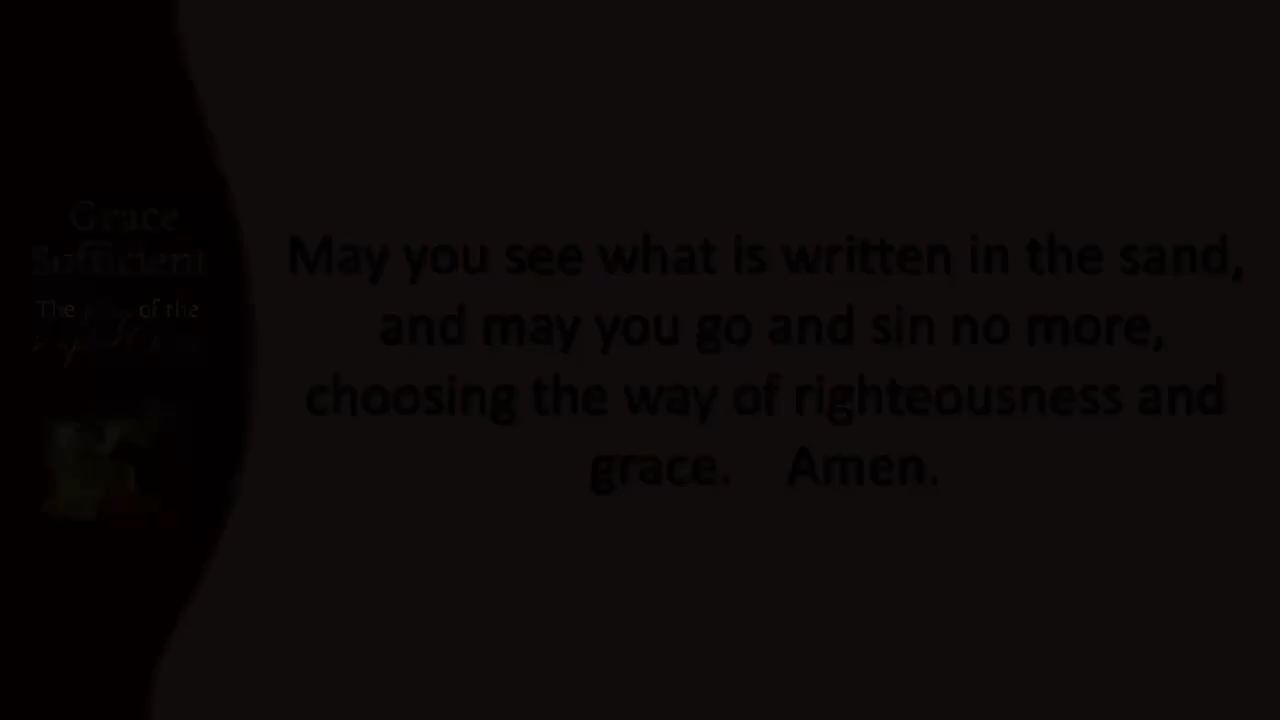 Grace
Sufficient
The
of the
May you see what is written in the sand,
and may you go and sin no more,
choosing the way of righteousness and
grace. Amen.